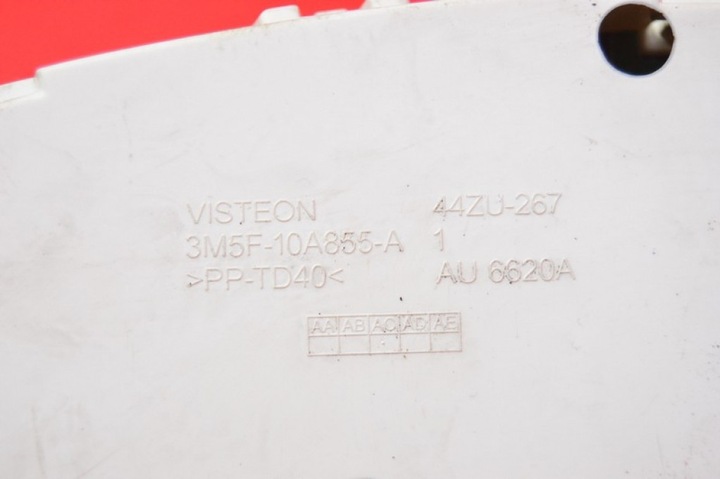 VISTEON 44ZU-267
3M5F-10A855-A 1
>PP-TD40< AU 6620A
AA AB AC AD AE